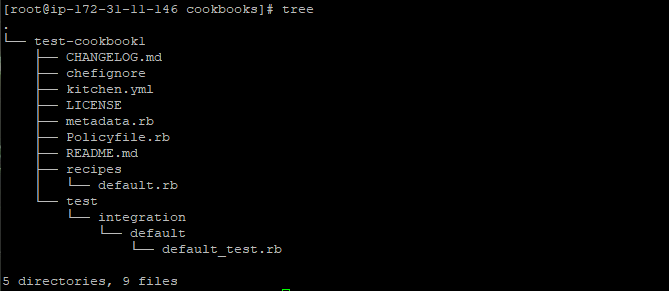 [root@ip-172-31-11-146 cookbooks]# tree
.
└── test-cookbook1
    ├── CHANGELOG.md
    ├── chefignore
    ├── kitchen.yml
    ├── LICENSE
    ├── metadata.rb
    ├── Policyfile.rb
    ├── README.md
    ├── recipes
    │   └── default.rb
    └── test
        └── integration
            └── default
                └── default_test.rb

5 directories, 9 files